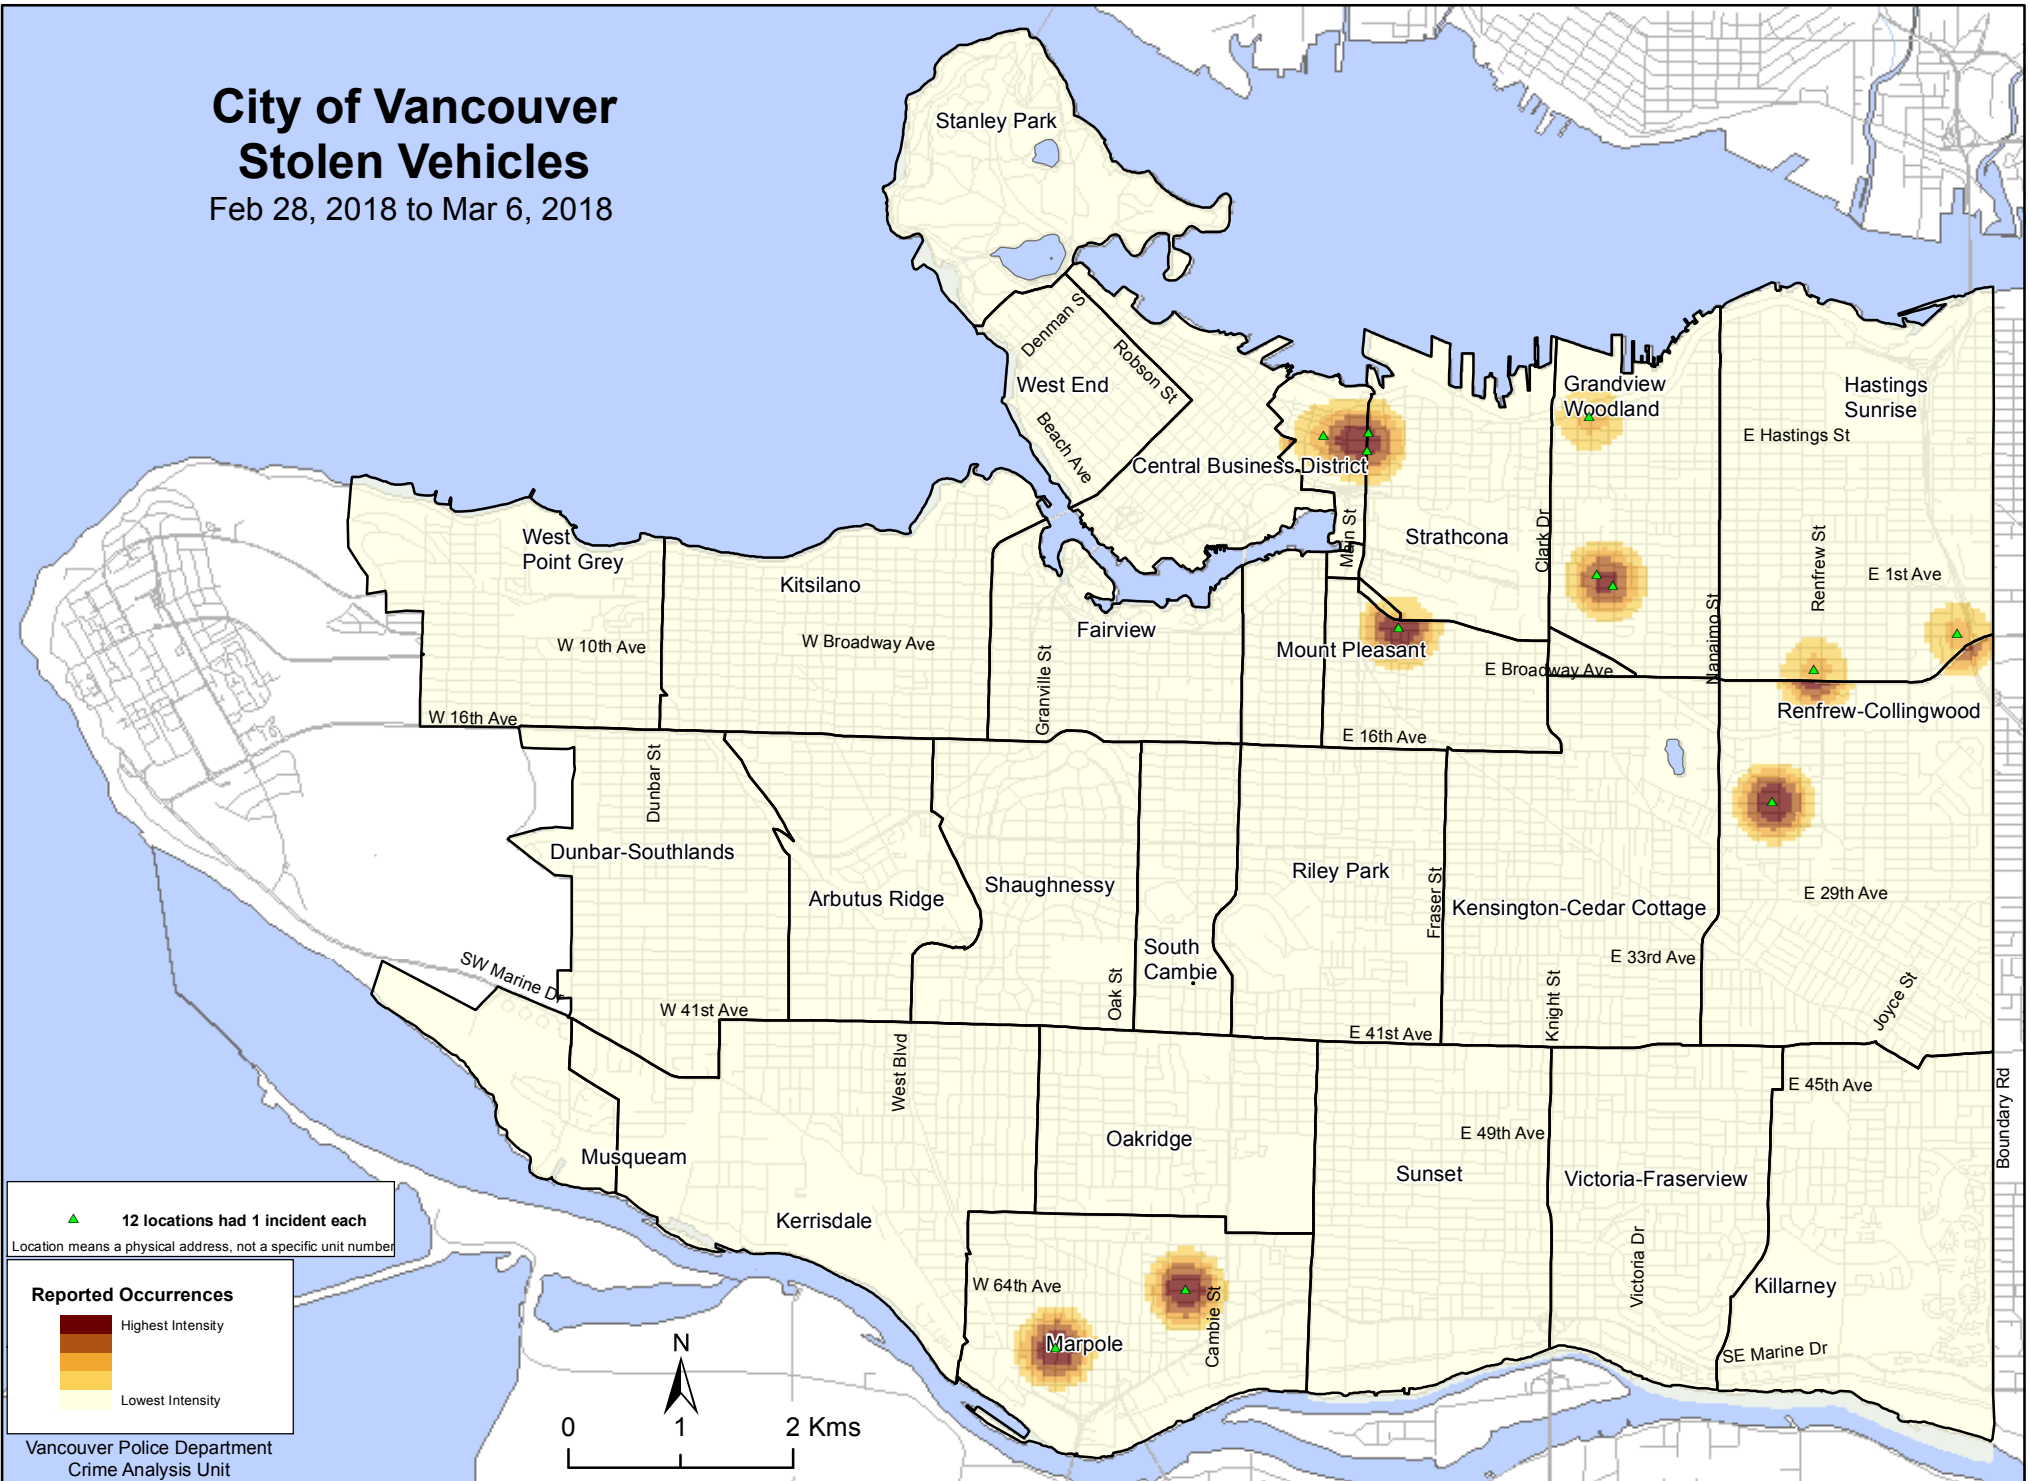 City of Vancouver
Stolen Vehicles
Feb 28, 2018 to Mar 6, 2018
Stanley Park
Denman St
Robson St
West End
Beach Ave
Central Business District
Grandview
Woodland
Hastings
Sunrise
E Hastings St
Main St
Strathcona
Clark Dr
Renfrew St
E 1st Ave
Nanaimo St
West
Point Grey
Kitsilano
W 10th Ave
W Broadway Ave
Fairview
Granville St
Mount Pleasant
E Broadway Ave
Renfrew-Collingwood
W 16th Ave
E 16th Ave
Dunbar St
Dunbar-Southlands
Arbutus Ridge
Shaughnessy
Riley Park
Fraser St
Kensington-Cedar Cottage
E 29th Ave
South
Cambie
E 33rd Ave
SW Marine Dr
W 41st Ave
Oak St
E 41st Ave
Knight St
Joyce St
West Blvd
E 45th Ave
Boundary Rd
Oakridge
E 49th Ave
Musqueam
Sunset
Victoria-Fraserview
Kerrisdale
Victoria Dr
W 64th Ave
Cambie St
Killarney
Marpole
SE Marine Dr
12 locations had 1 incident each
Location means a physical address, not a specific unit number
Reported Occurrences
Highest Intensity
Lowest Intensity
N
0 1 2 Kms
Vancouver Police Department
Crime Analysis Unit